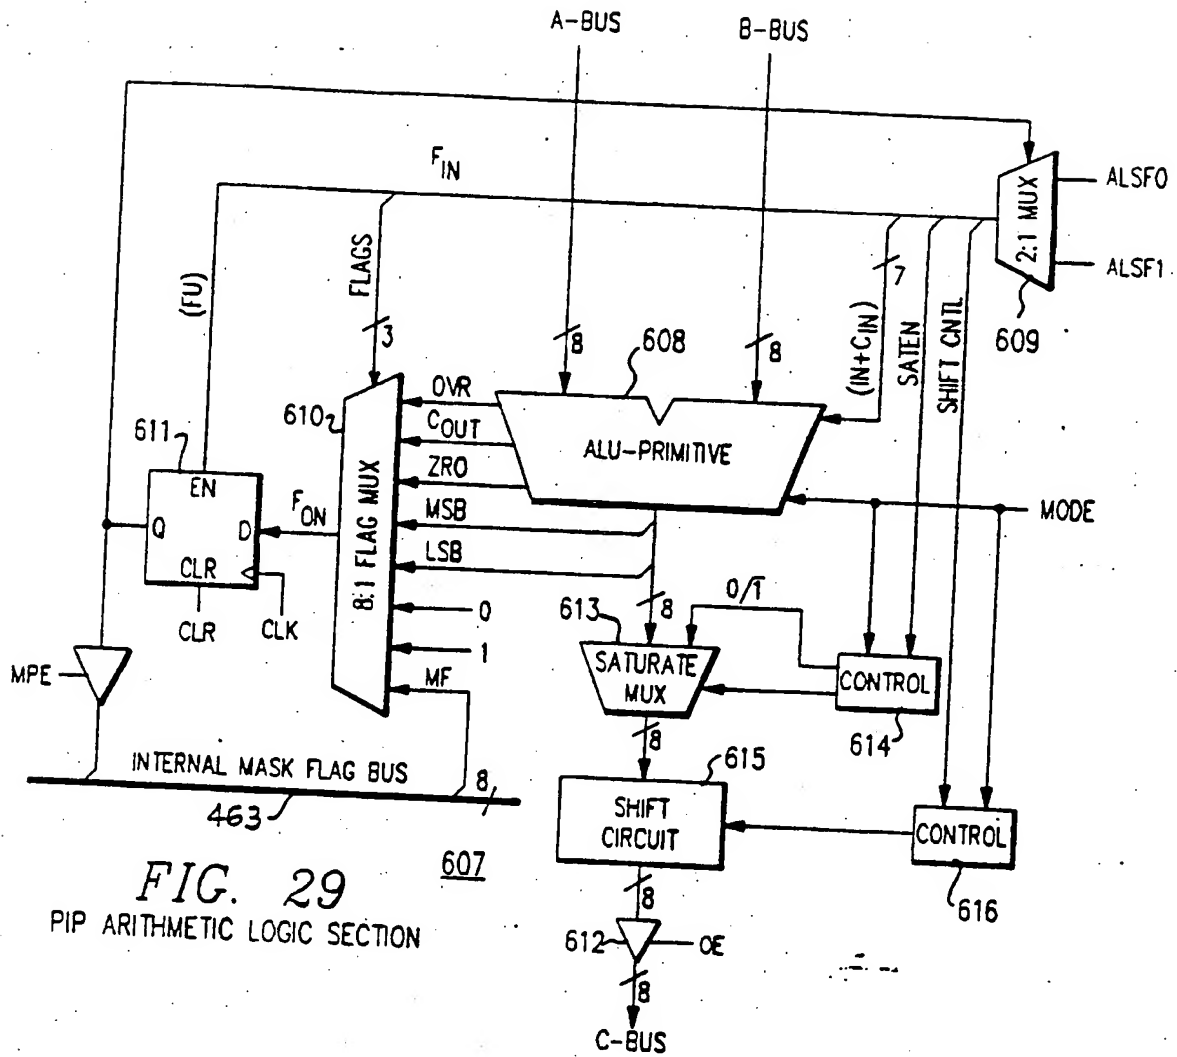 A-BUS
B-BUS
F_IN
ALSF0
2:1 MUX
ALSF1
609
(FU)
FLAGS
3
8
608
8
7
(IN+C_IN)
SATEN
SHIFT CNTL
610
OVR
C_OUT
ZRO
MSB
LSB
0
1
MF
8:1 FLAG MUX
ALU-PRIMITIVE
MODE
611
EN
Q
D
CLR
F_ON
CLR
CLK
MPE
8
0/1̅
613
SATURATE
MUX
CONTROL
614
8
INTERNAL MASK FLAG BUS
8
463
615
SHIFT
CIRCUIT
CONTROL
616
607
8
612
OE
8
C-BUS
FIG. 29
PIP ARITHMETIC LOGIC SECTION